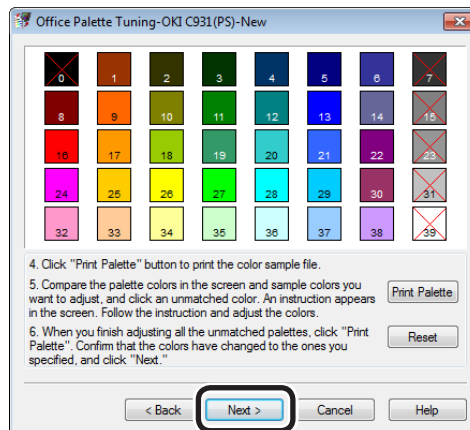 Office Palette Tuning-OKI C931(PS)-New
0 1 2 3 4 5 6 7
8 9 10 11 12 13 14 15
16 17 18 19 20 21 22 23
24 25 26 27 28 29 30 31
32 33 34 35 36 37 38 39
4. Click "Print Palette" button to print the color sample file.
5. Compare the palette colors in the screen and sample colors you
want to adjust, and click an unmatched color. An instruction appears
in the screen. Follow the instruction and adjust the colors.
Print Palette
6. When you finish adjusting all the unmatched palettes, click "Print
Palette". Confirm that the colors have changed to the ones you
specified, and click "Next."
Reset
< Back Next > Cancel Help